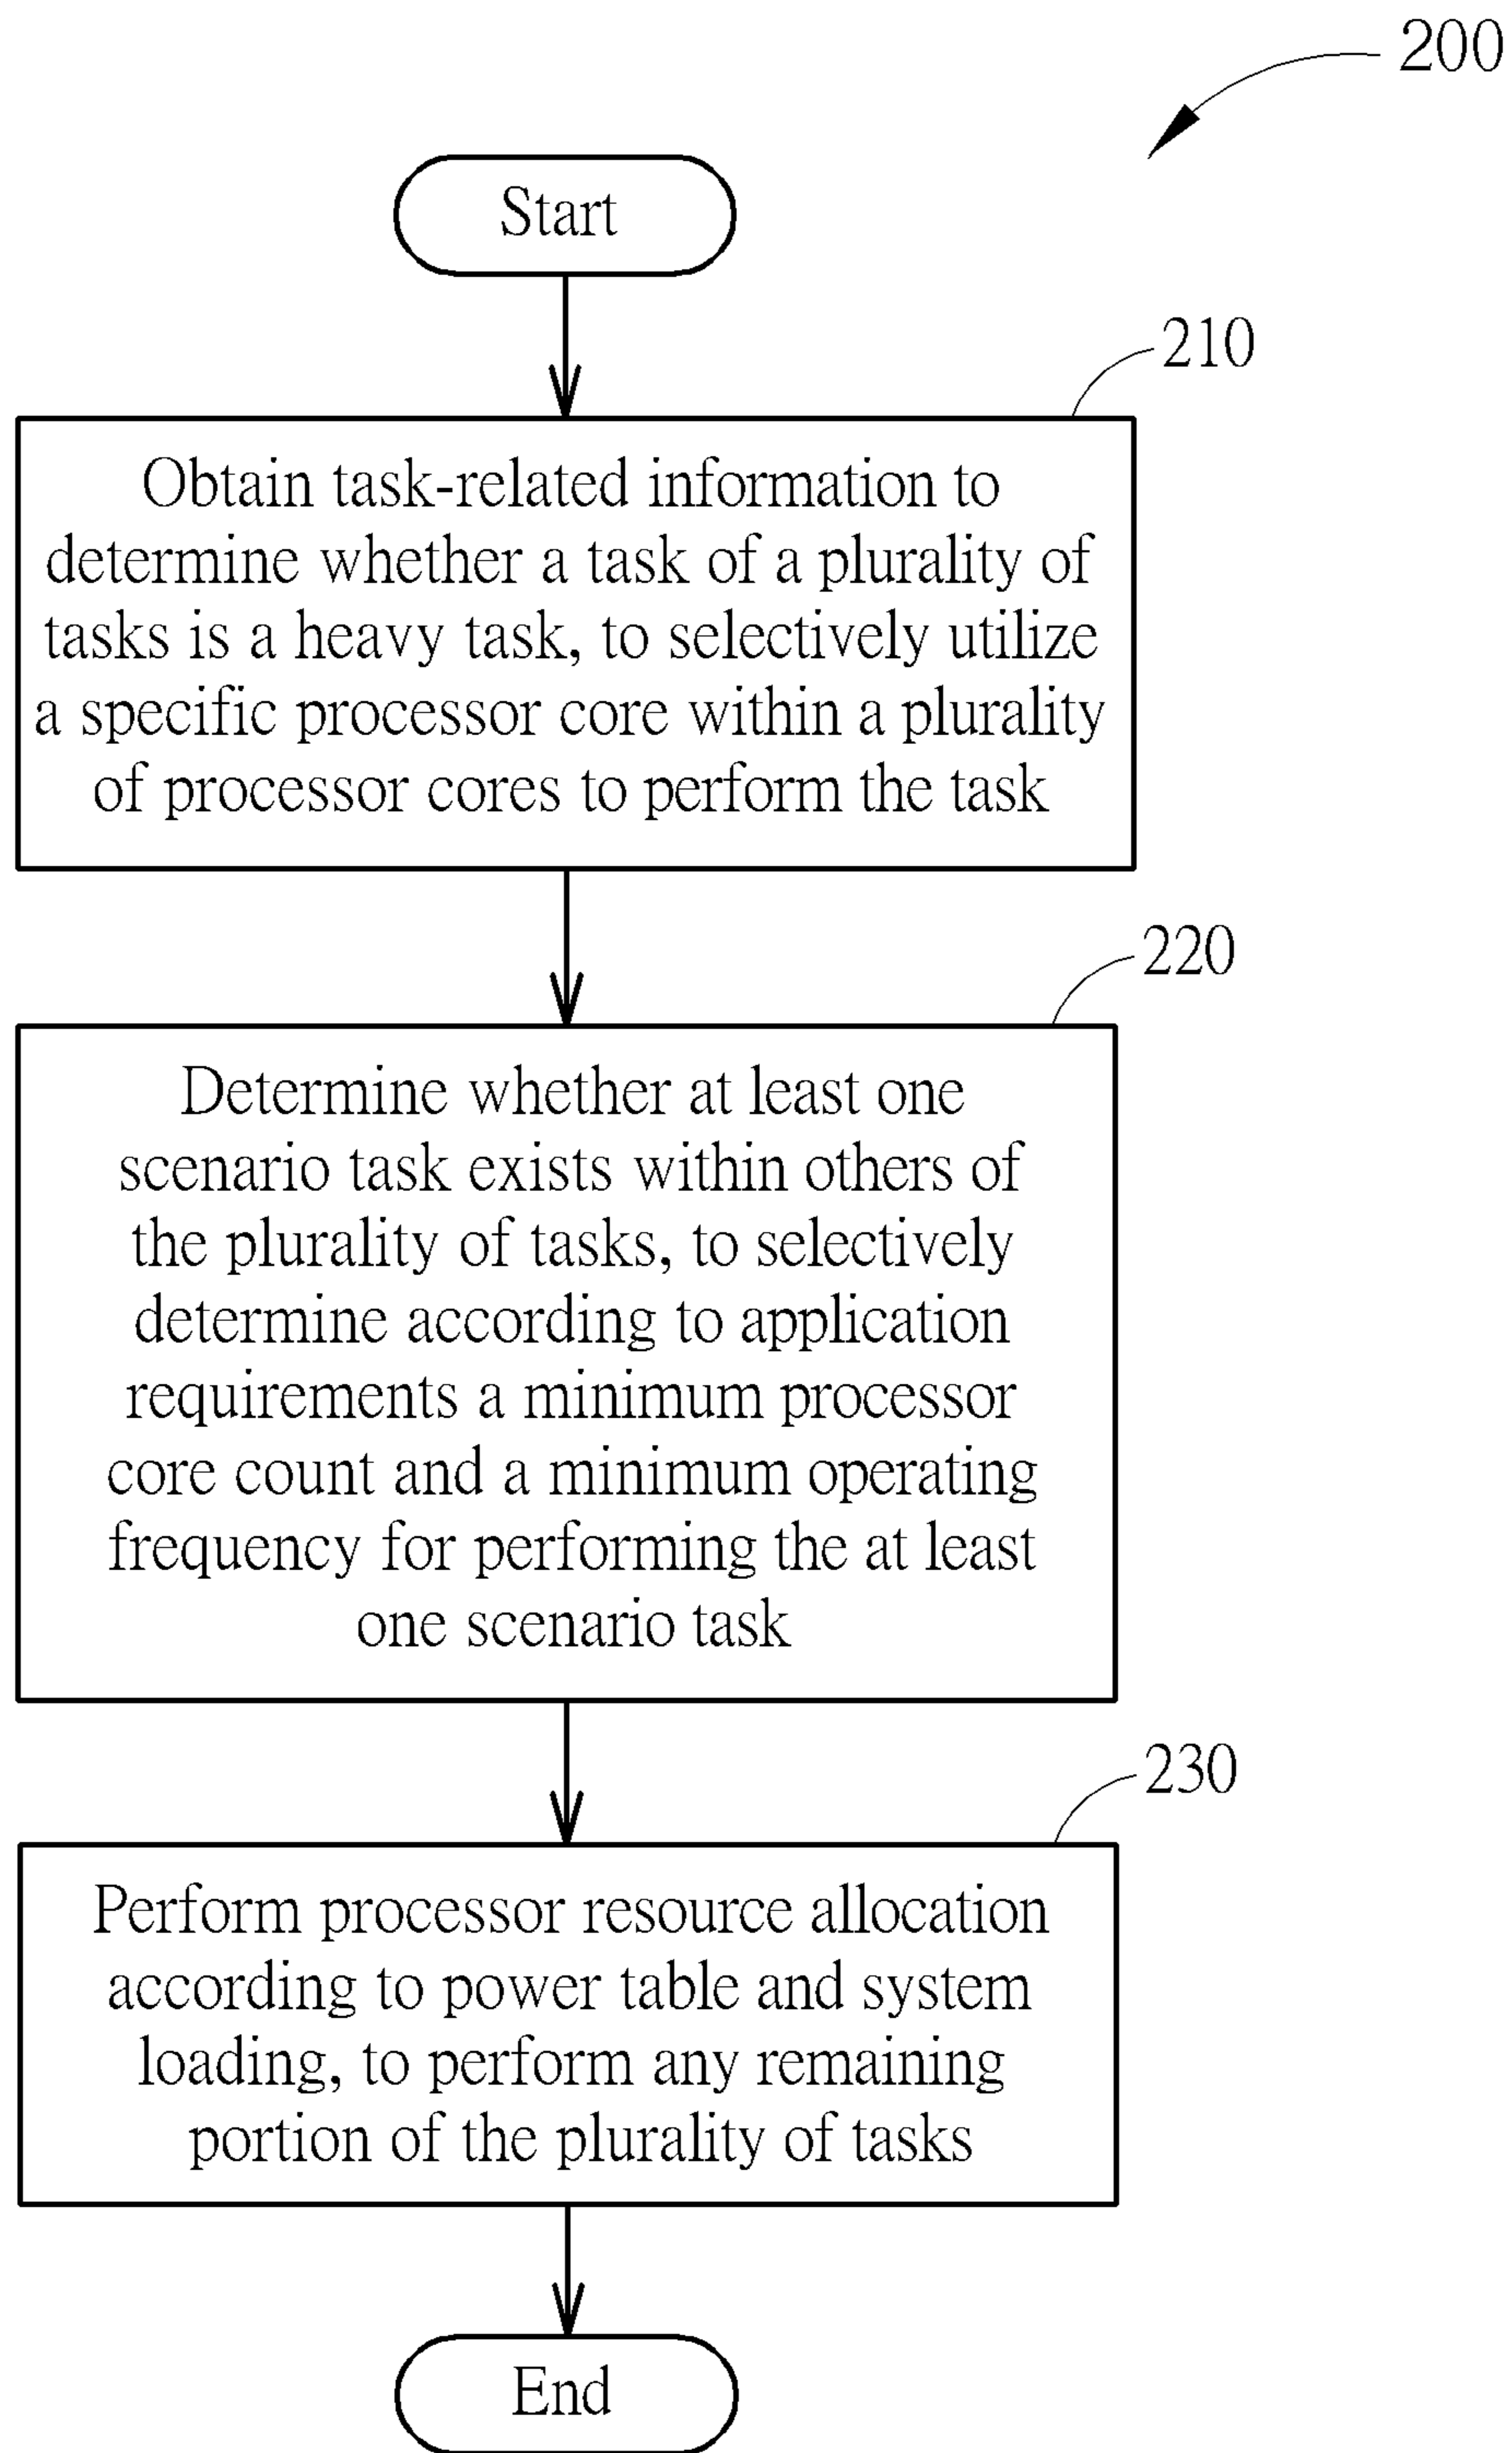 200
Start
210
Obtain task-related information to
determine whether a task of a plurality of
tasks is a heavy task, to selectively utilize
a specific processor core within a plurality
of processor cores to perform the task
220
Determine whether at least one
scenario task exists within others of
the plurality of tasks, to selectively
determine according to application
requirements a minimum processor
core count and a minimum operating
frequency for performing the at least
one scenario task
230
Perform processor resource allocation
according to power table and system
loading, to perform any remaining
portion of the plurality of tasks
End